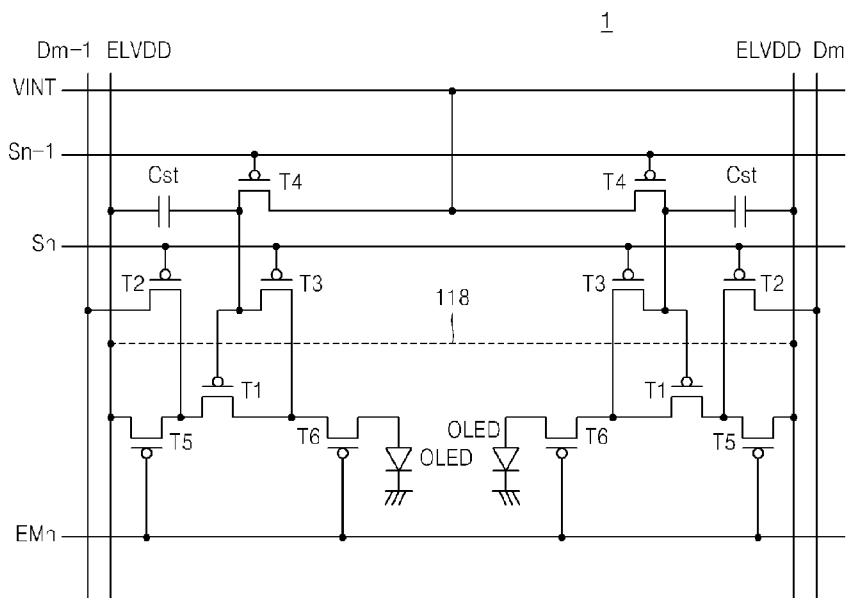 1
Dm-1 ELVDD ELVDD Dm
VINT
Sn-1
Cst T4 T4 Cst
Sn
T2 T3 T3 T2
118
T1 T1
OLED
T5 T6 OLED T6 T5
EMn